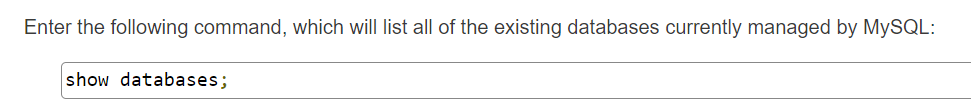 Enter the following command, which will list all of the existing databases currently managed by MySQL:
show databases;